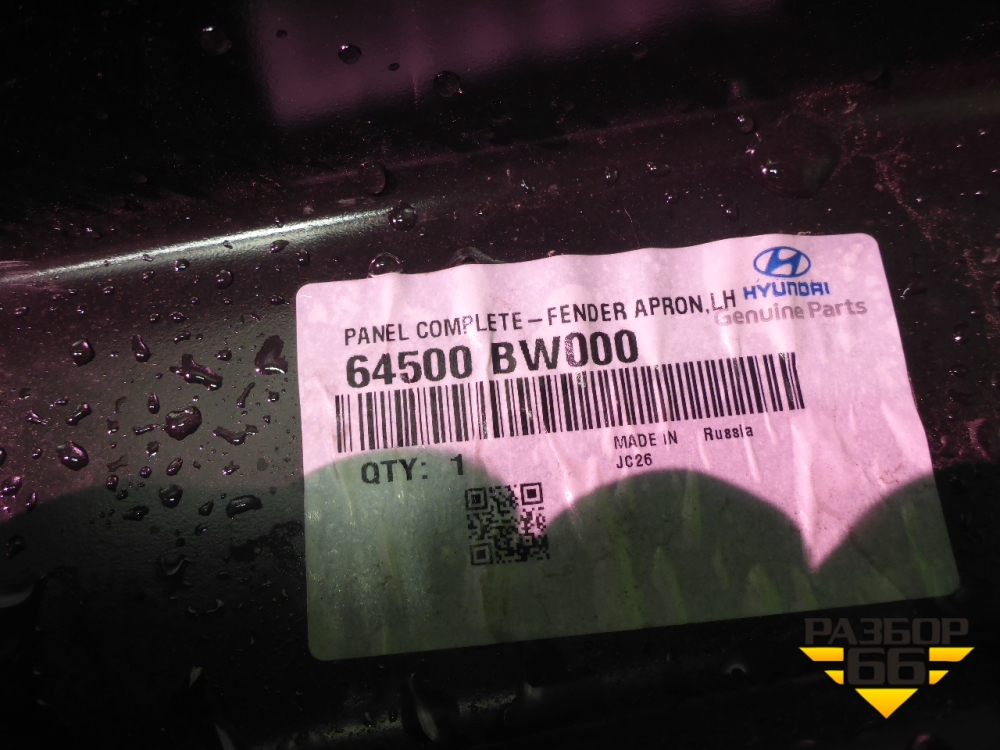 HYUNDAI
Genuine Parts
PANEL COMPLETE-FENDER APRON,LH
64500 BW000
MADE IN Russia
JC26
QTY: 1
РАЗБОР
66